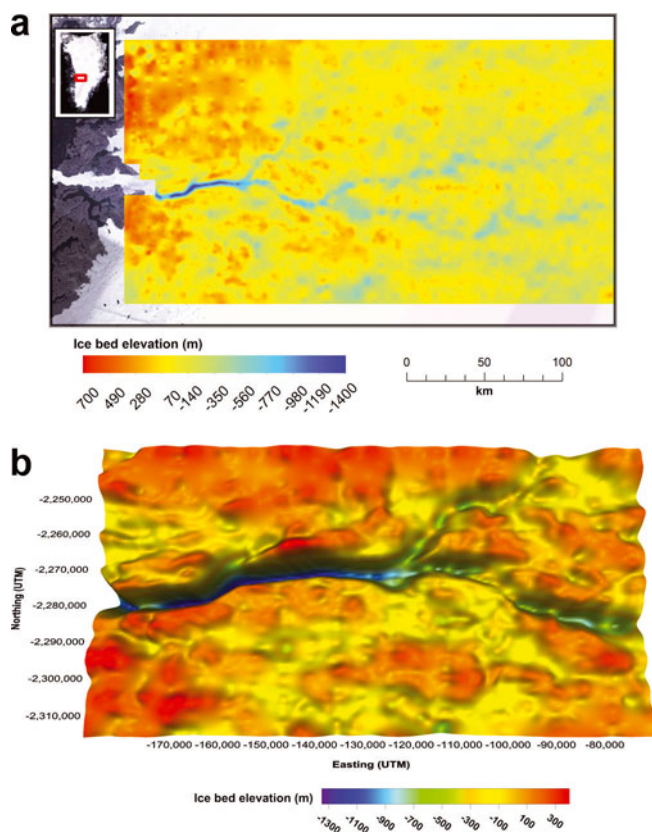 a
Ice bed elevation (m)
700 490 280 70 -140 -350 -560 -770 -980 -1190 -1400
0 50 100
km
b
-2,250,000
-2,260,000
-2,270,000
-2,280,000
-2,290,000
-2,300,000
-2,310,000
Northing (UTM)
-170,000 -160,000 -150,000 -140,000 -130,000 -120,000 -110,000 -100,000 -90,000 -80,000
Easting (UTM)
Ice bed elevation (m)
-1300 -1100 -900 -700 -500 -300 -100 100 300